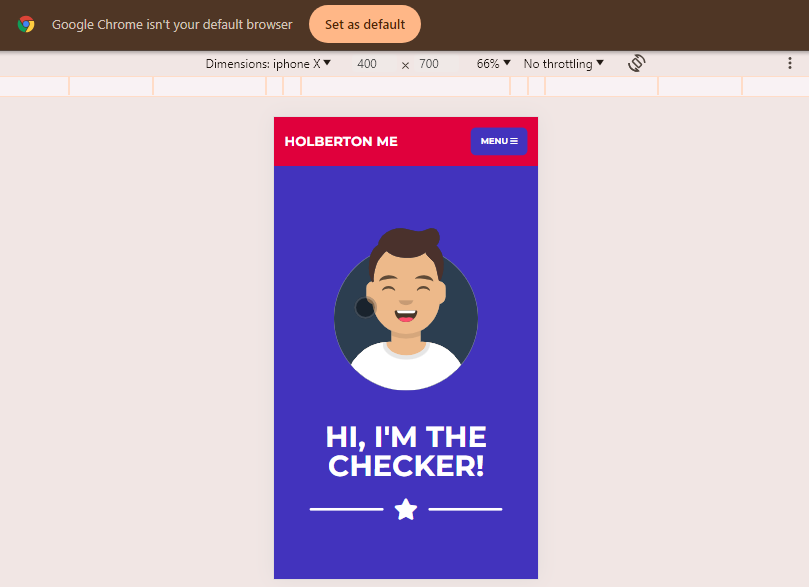 Google Chrome isn't your default browser Set as default
Dimensions: iphone X 400 × 700 66% No throttling
HOLBERTON ME MENU
HI, I'M THE
CHECKER!